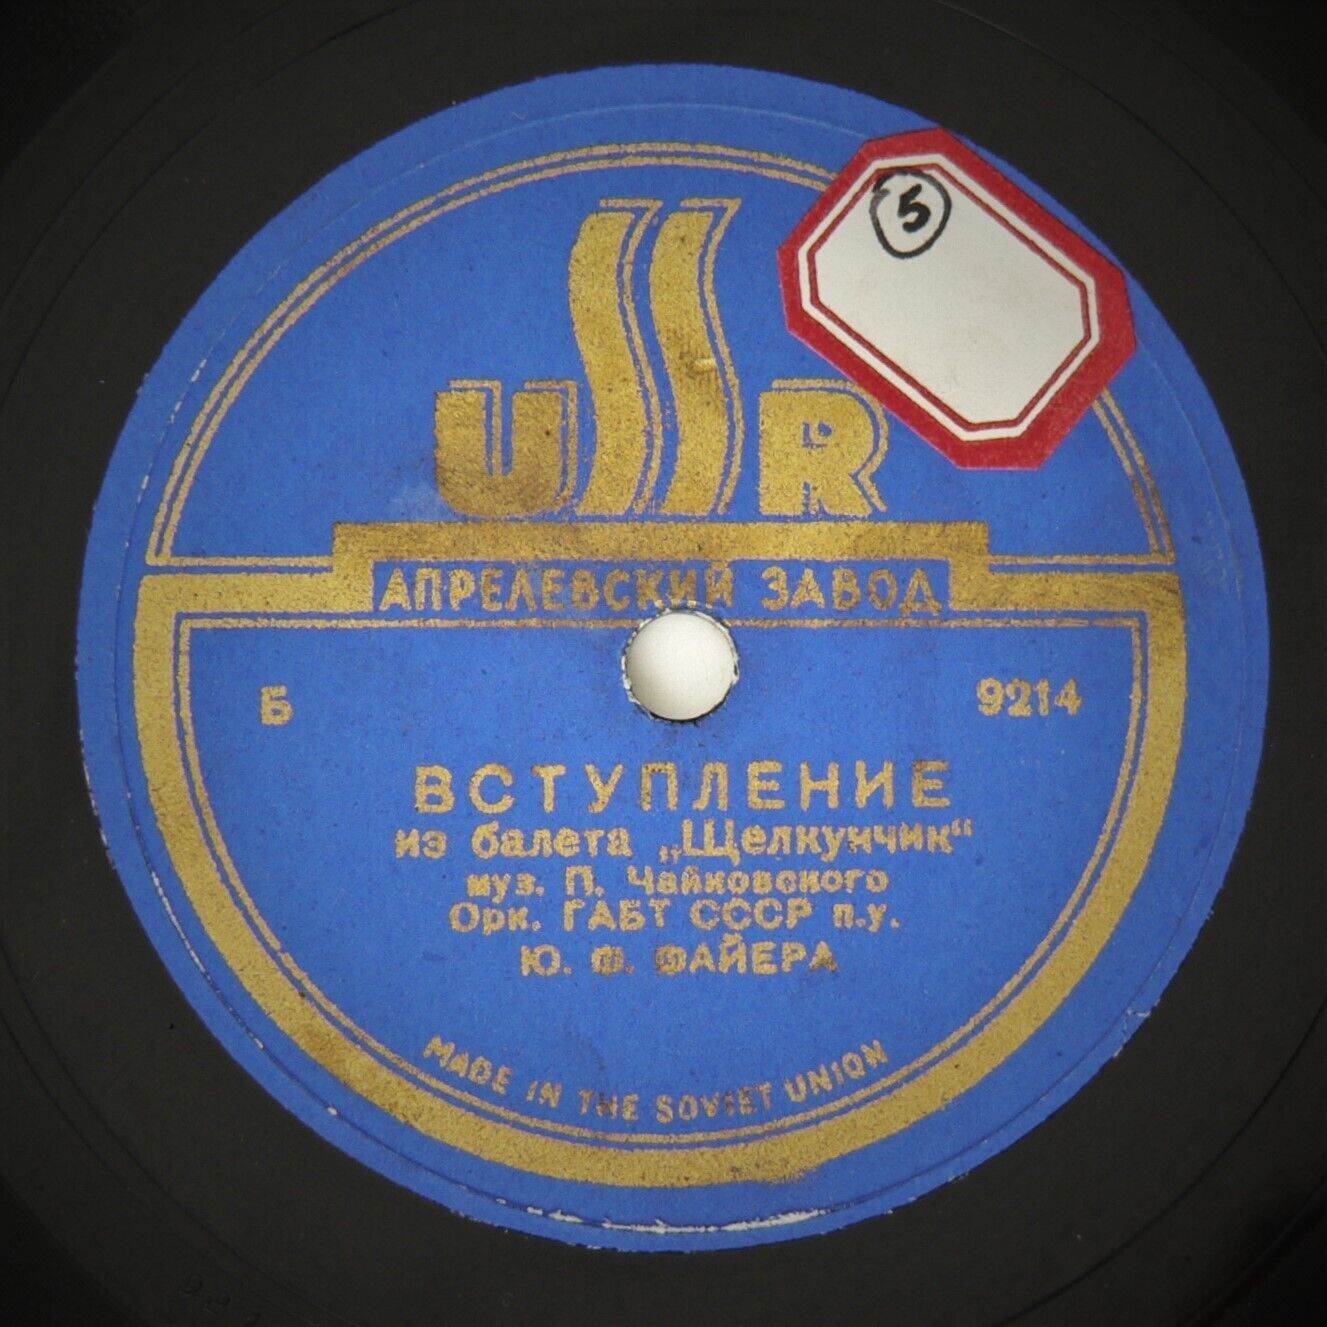 5
USSR
АПРЕЛЕВСКИЙ ЗАВОД
Б 9214
ВСТУПЛЕНИЕ
из балета „Щелкунчик“
муз. П. Чайковского
Орк. ГАБТ СССР п.у.
Ю. Ф. ФАЙЕРА
MADE IN THE SOVIET UNION